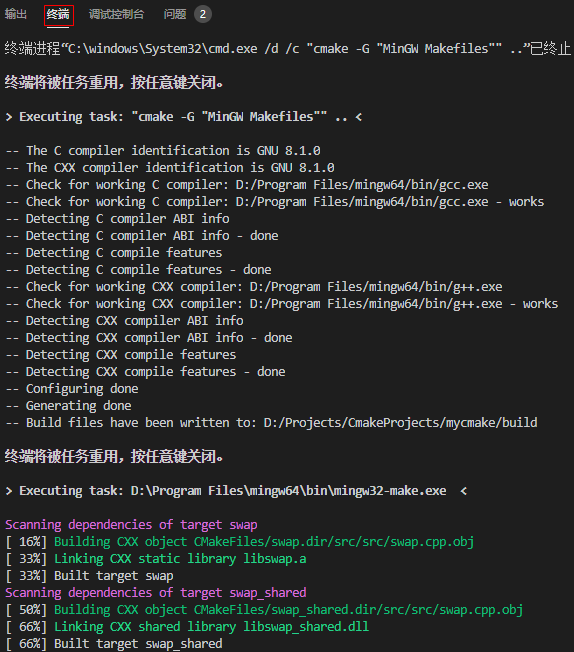 输出 终端 调试控制台 问题 2
终端进程“C:\windows\System32\cmd.exe /d /c "cmake -G "MinGW Makefiles"" ..”已终止
终端将被任务重用，按任意键关闭。
> Executing task: "cmake -G "MinGW Makefiles"" .. <
-- The C compiler identification is GNU 8.1.0
-- The CXX compiler identification is GNU 8.1.0
-- Check for working C compiler: D:/Program Files/mingw64/bin/gcc.exe
-- Check for working C compiler: D:/Program Files/mingw64/bin/gcc.exe - works
-- Detecting C compiler ABI info
-- Detecting C compiler ABI info - done
-- Detecting C compile features
-- Detecting C compile features - done
-- Check for working CXX compiler: D:/Program Files/mingw64/bin/g++.exe
-- Check for working CXX compiler: D:/Program Files/mingw64/bin/g++.exe - works
-- Detecting CXX compiler ABI info
-- Detecting CXX compiler ABI info - done
-- Detecting CXX compile features
-- Detecting CXX compile features - done
-- Configuring done
-- Generating done
-- Build files have been written to: D:/Projects/CmakeProjects/mycmake/build
终端将被任务重用，按任意键关闭。
> Executing task: D:\Program Files\mingw64\bin\mingw32-make.exe <
Scanning dependencies of target swap
[ 16%] Building CXX object CMakeFiles/swap.dir/src/src/swap.cpp.obj
[ 33%] Linking CXX static library libswap.a
[ 33%] Built target swap
Scanning dependencies of target swap_shared
[ 50%] Building CXX object CMakeFiles/swap_shared.dir/src/src/swap.cpp.obj
[ 66%] Linking CXX shared library libswap_shared.dll
[ 66%] Built target swap_shared